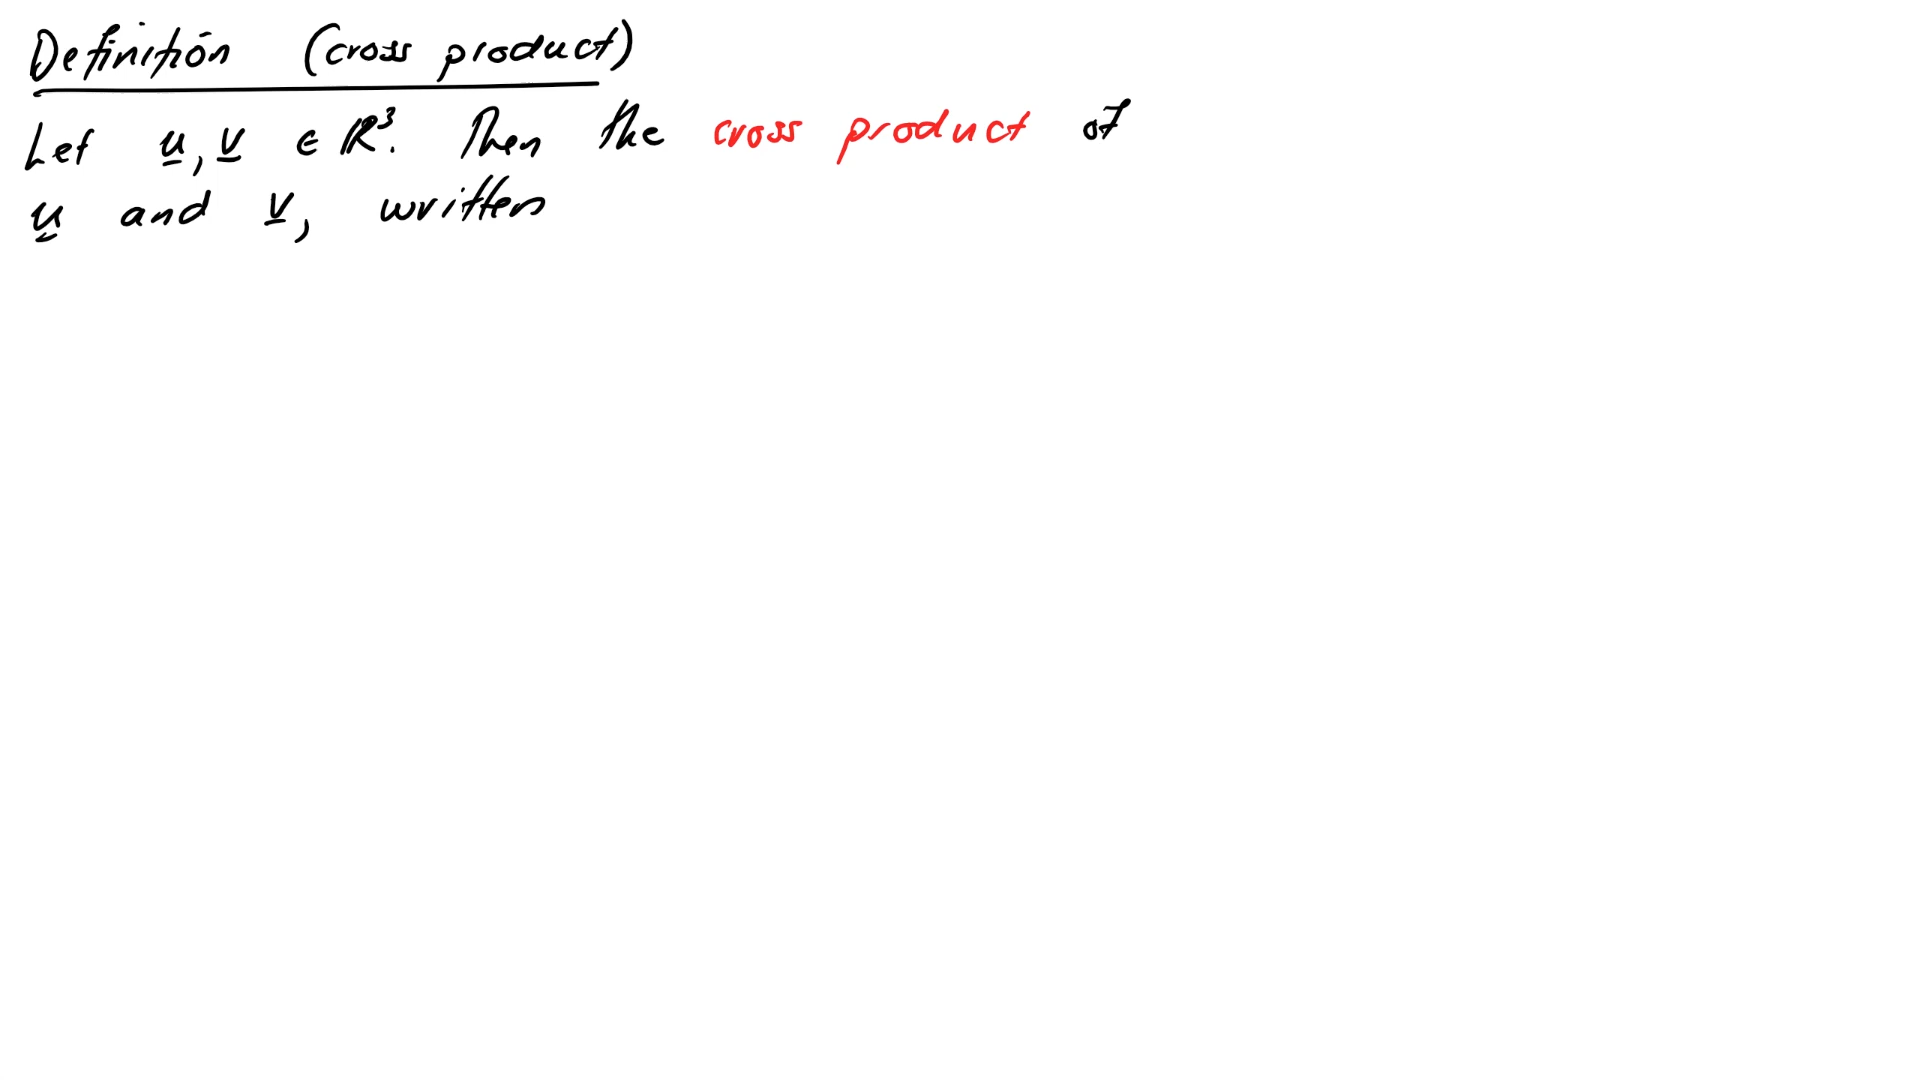 Definition (cross product)
Let u, v ∈ ℝ³. Then the cross product of
u and v, written